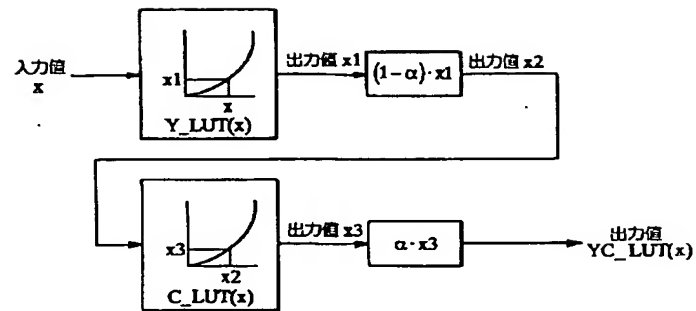 入力値
x
x1
x
Y_LUT(x)
出力値 x1
(1-α)·x1
出力値 x2
x3
x2
C_LUT(x)
出力値 x3
α·x3
出力値
YC_LUT(x)